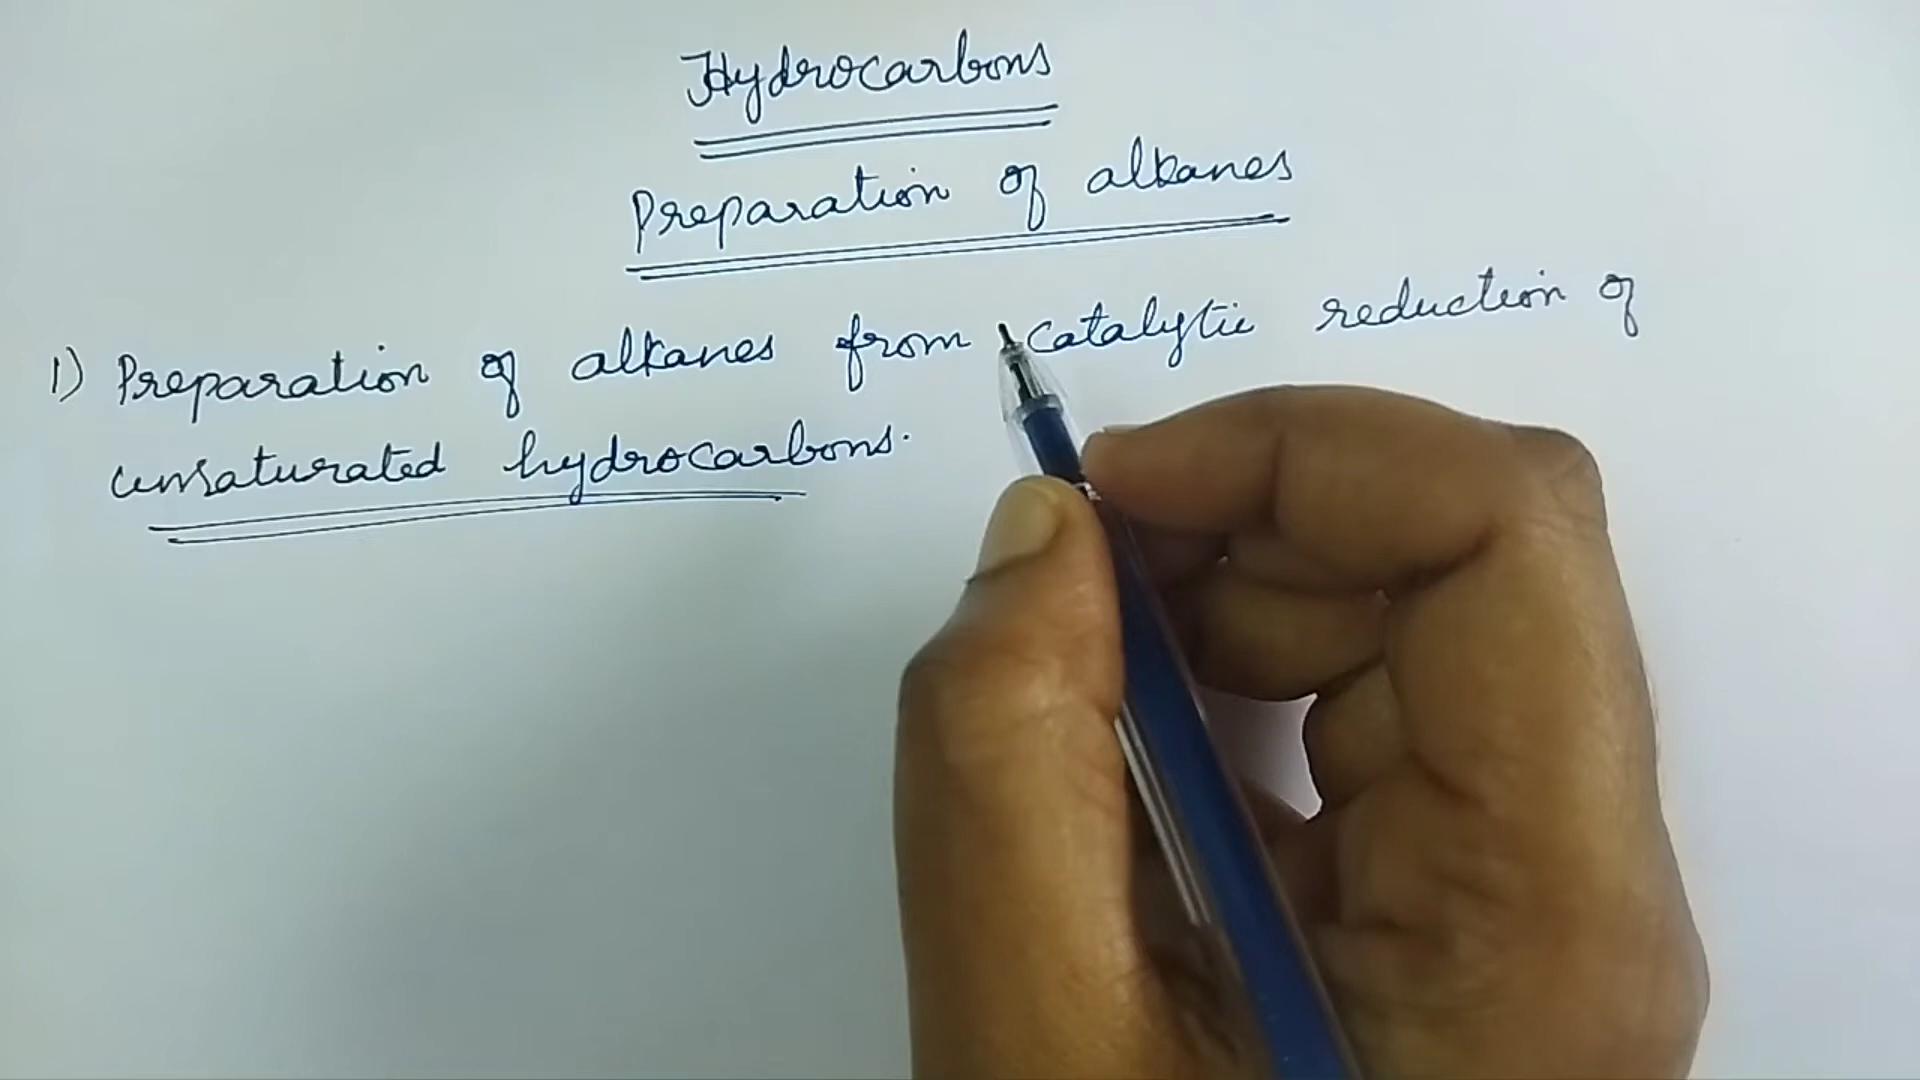 Hydrocarbons
Preparation of alkanes
1) Preparation of alkanes from catalytic reduction of
unsaturated hydrocarbons.